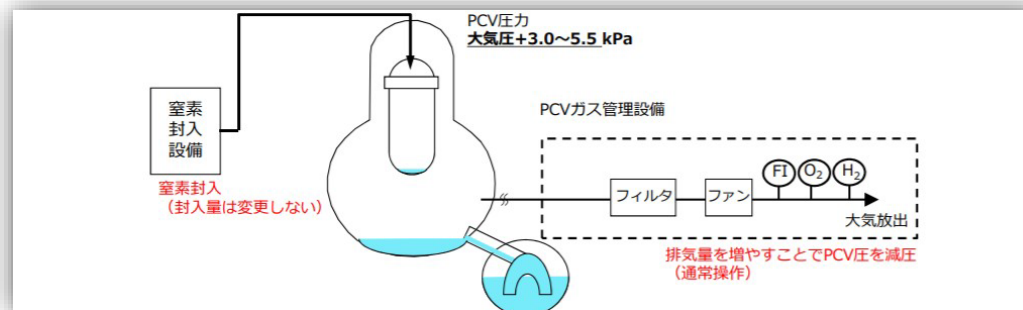 PCV圧力
大気圧+3.0～5.5 kPa
窒素
封入
設備
窒素封入
（封入量は変更しない）
PCVガス管理設備
フィルタ
ファン
FI
O₂
H₂
大気放出
排気量を増やすことでPCV圧を減圧
（通常操作）